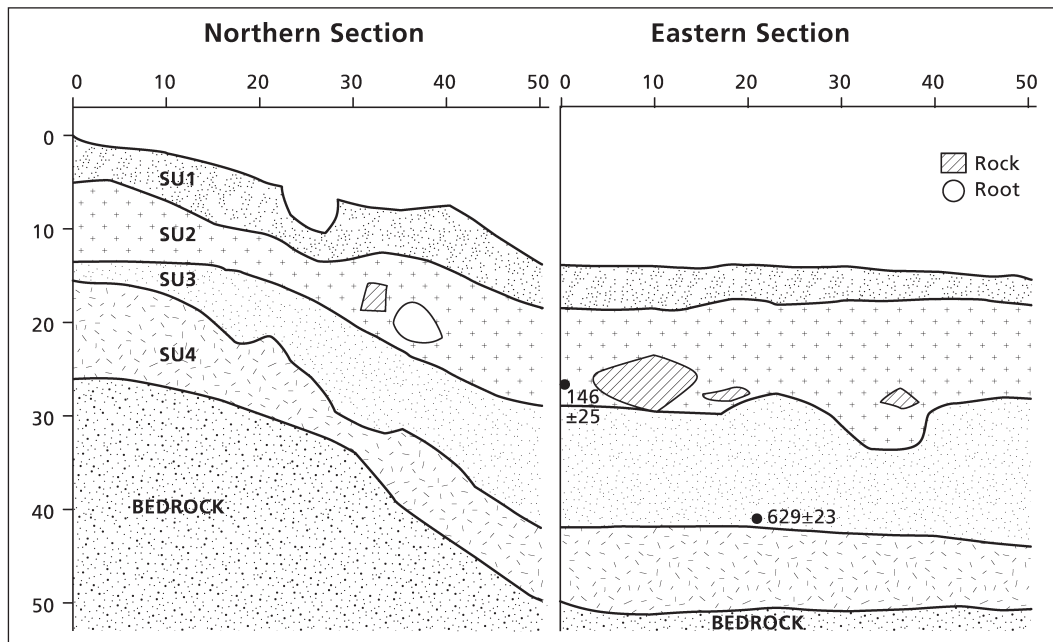 Northern Section
Eastern Section
0 10 20 30 40 50
0 10 20 30 40 50
0
10
20
30
40
50
SU1
SU2
SU3
SU4
BEDROCK
Rock
Root
146
±25
629±23
BEDROCK